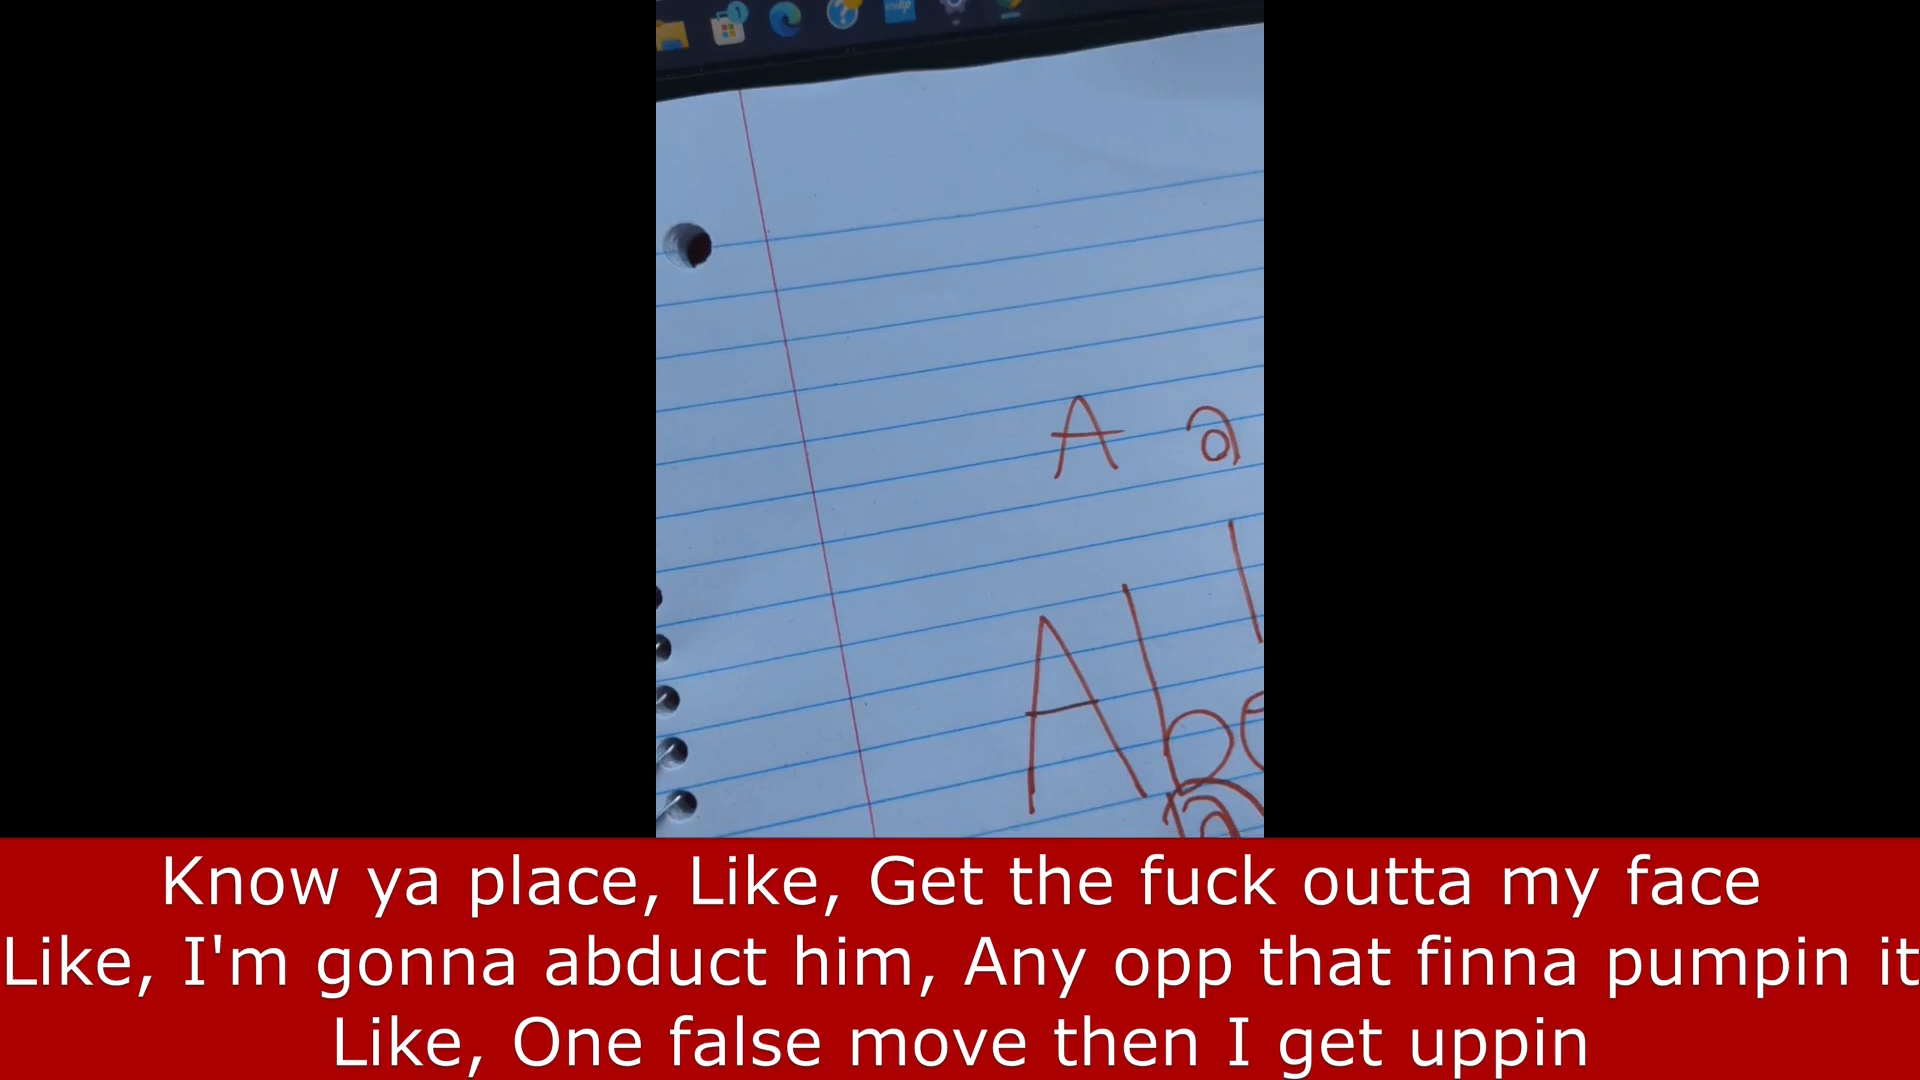 A a
Abe
Know ya place, Like, Get the fuck outta my face
Like, I'm gonna abduct him, Any opp that finna pumpin it
Like, One false move then I get uppin